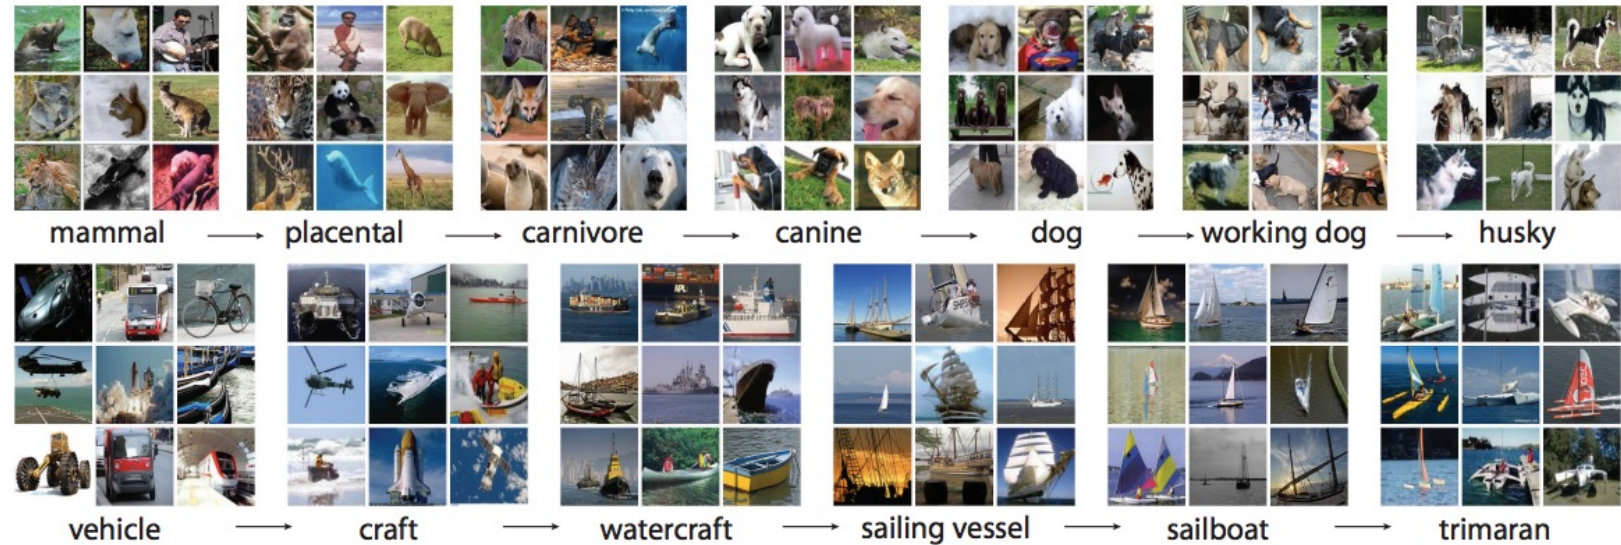 mammal → placental → carnivore → canine → dog → working dog → husky
vehicle → craft → watercraft → sailing vessel → sailboat → trimaran